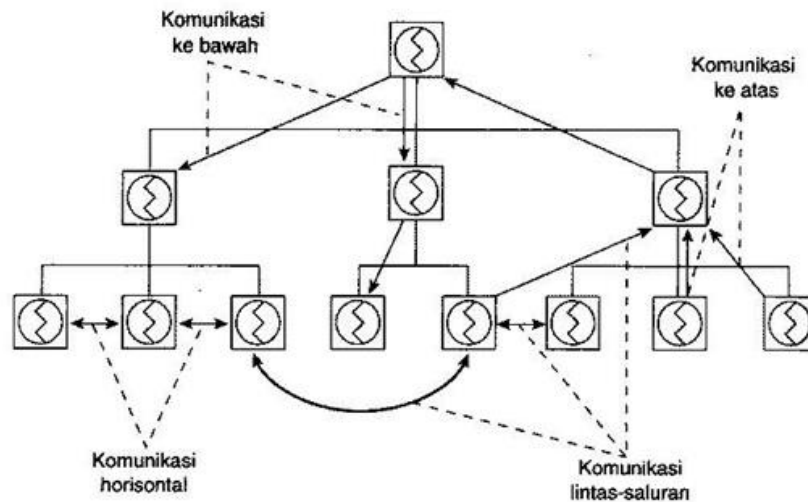 Komunikasi
ke bawah
Komunikasi
ke atas
Komunikasi
horisontal
Komunikasi
lintas-saluran